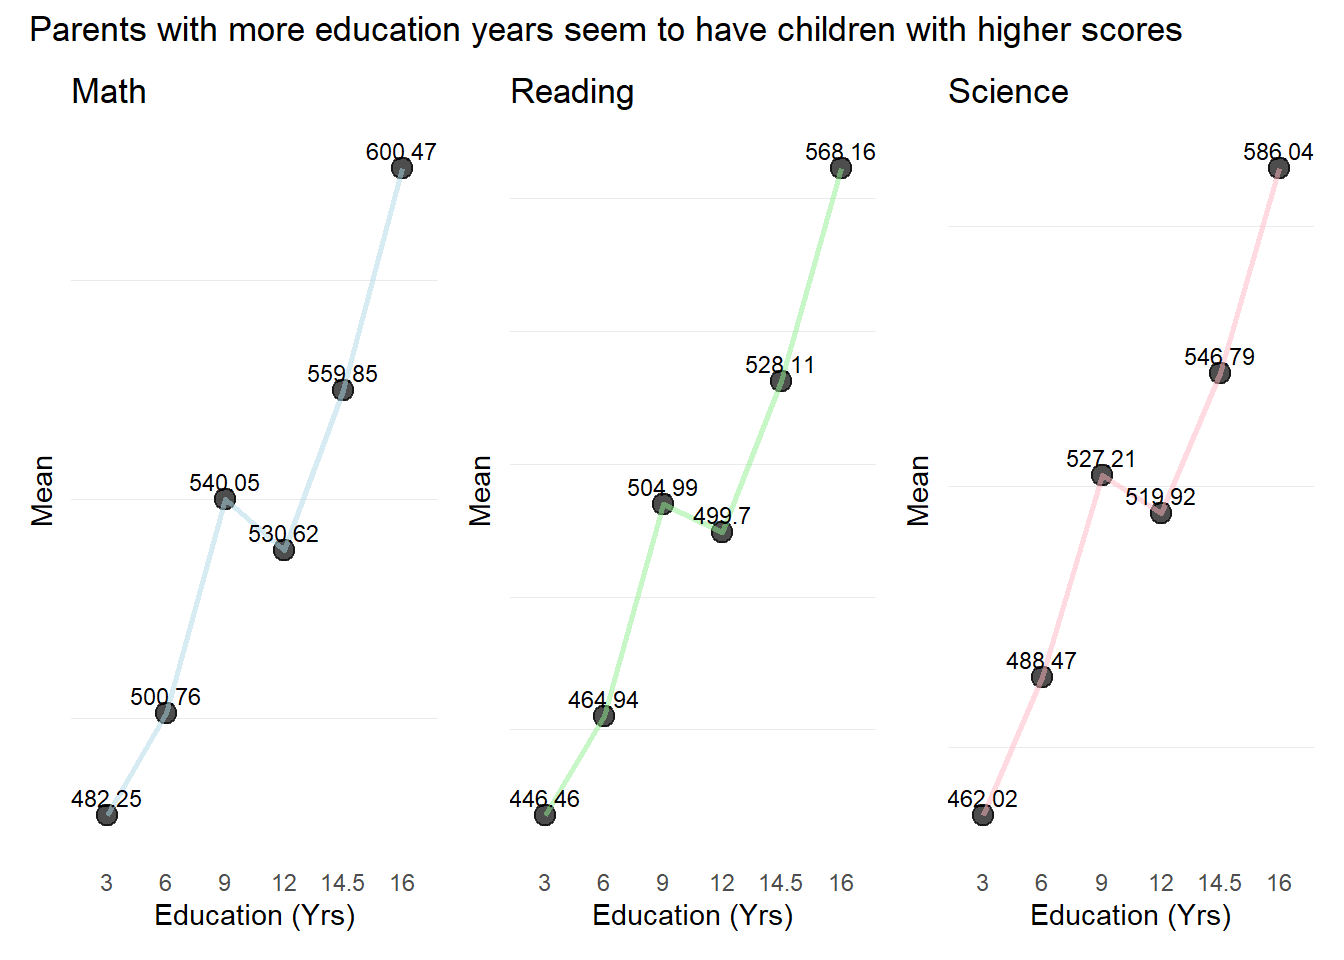 Parents with more education years seem to have children with higher scores
Math
600.47
559.85
540.05
530.62
500.76
482.25
Mean
3 6 9 12 14.5 16
Education (Yrs)
Reading
568.16
528.11
504.99
499.7
464.94
446.46
Mean
3 6 9 12 14.5 16
Education (Yrs)
Science
586.04
546.79
527.21
519.92
488.47
462.02
Mean
3 6 9 12 14.5 16
Education (Yrs)